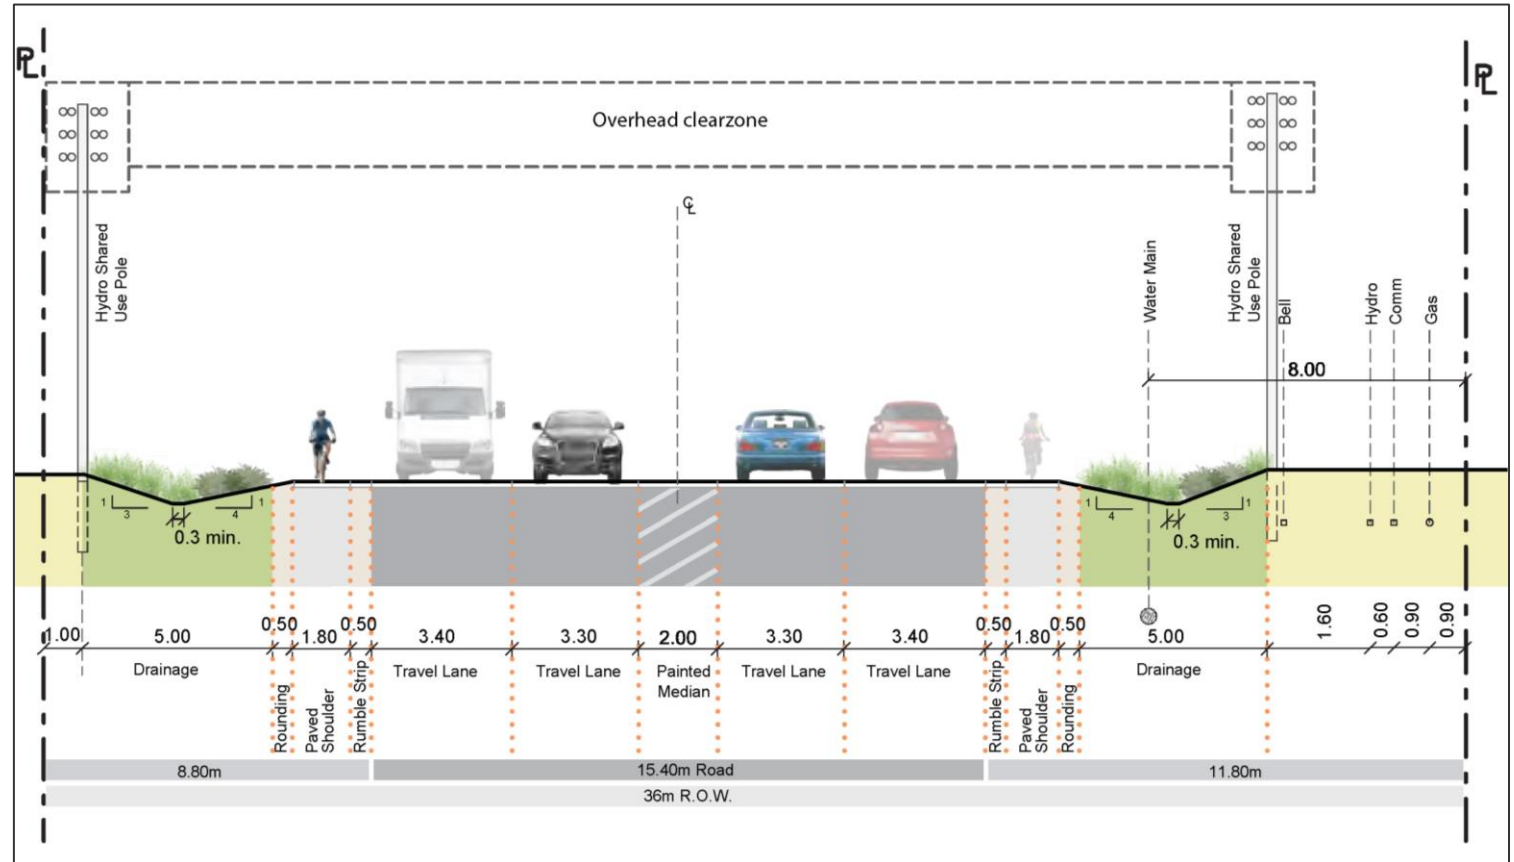 PL
PL
Overhead clearzone
CL
Hydro Shared
Use Pole
Water Main
Hydro Shared
Use Pole
Bell
Hydro
Comm
Gas
8.00
1
3
4
1
0.3 min.
1
4
3
1
0.3 min.
1.00
5.00
0.50
1.80
0.50
3.40
3.30
2.00
3.30
3.40
0.50
1.80
0.50
5.00
1.60
0.60
0.90
0.90
Drainage
Rounding
Paved
Shoulder
Rumble Strip
Travel Lane
Travel Lane
Painted
Median
Travel Lane
Travel Lane
Rumble Strip
Paved
Shoulder
Rounding
Drainage
8.80m
15.40m Road
11.80m
36m R.O.W.